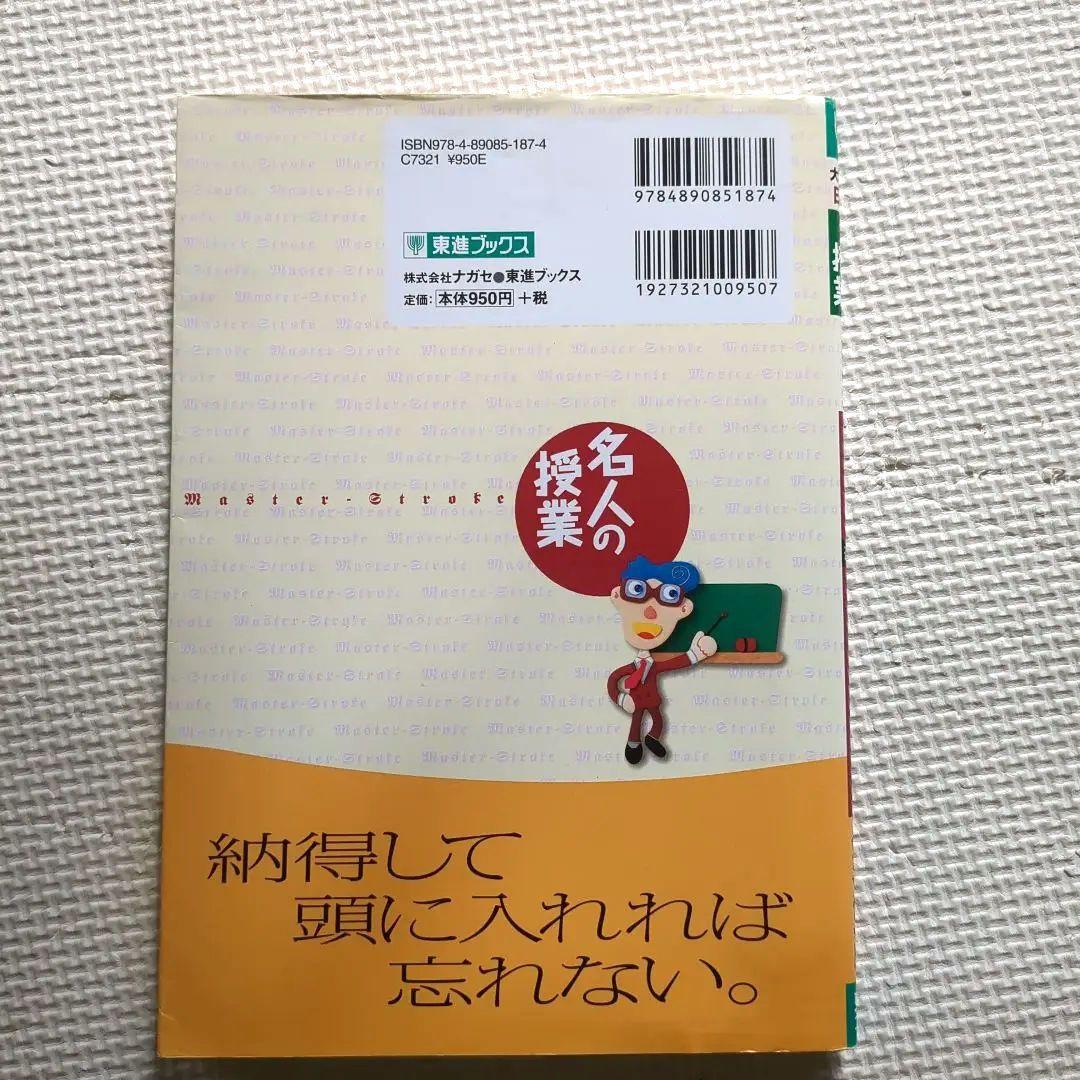 ISBN978-4-89085-187-4
C7321 ¥950E
9784890851874
東進ブックス
株式会社ナガセ●東進ブックス
定価：本体950円＋税
1927321009507
名人の
授業
Master-Stroke
納得して
頭に入れれば
忘れない。